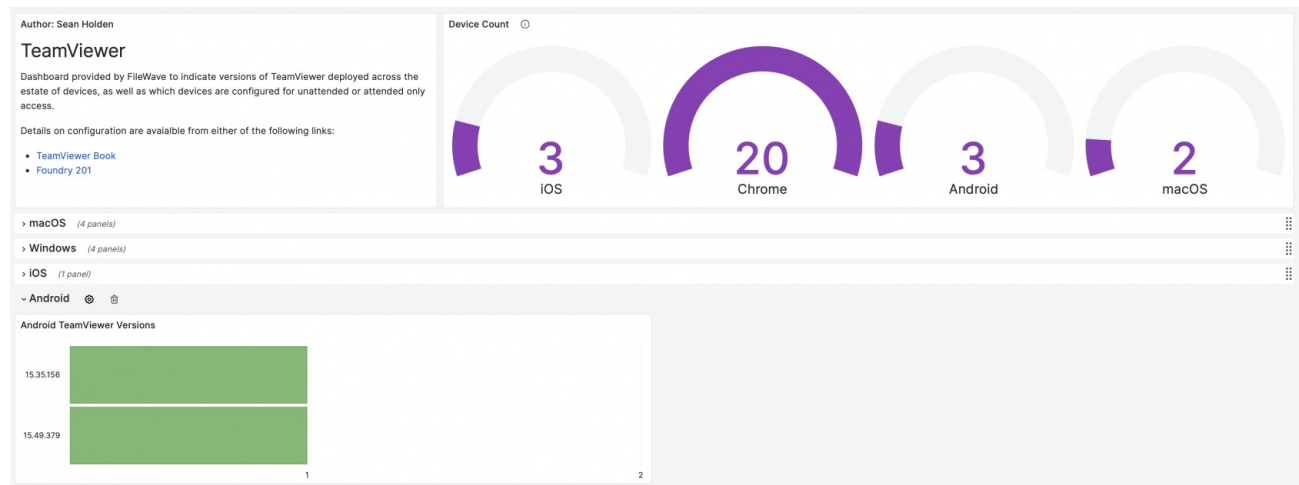 Author: Sean Holden
TeamViewer
Dashboard provided by FileWave to indicate versions of TeamViewer deployed across the
estate of devices, as well as which devices are configured for unattended or attended only
access.
Details on configuration are avaialble from either of the following links:
• TeamViewer Book
• Foundry 201
Device Count
3
iOS
20
Chrome
3
Android
2
macOS
macOS (4 panels)
Windows (4 panels)
iOS (1 panel)
Android
Android TeamViewer Versions
15.35.156
15.49.379
1 2